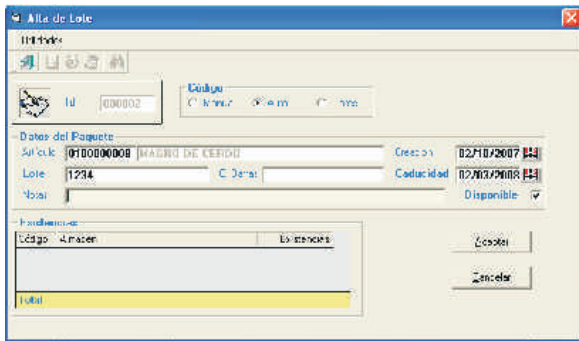 Alta de Lote
Utilidades
Código
Id 000002
Datos del Paquete
Artículo 0100000008 MAGRO DE CERDO Creación 02/10/2007
Lote 1234 C. Barras Caducidad 02/03/2008
Notas Disponible
Existencias
Código Almacén Existencias
Aceptar
Cancelar
Total